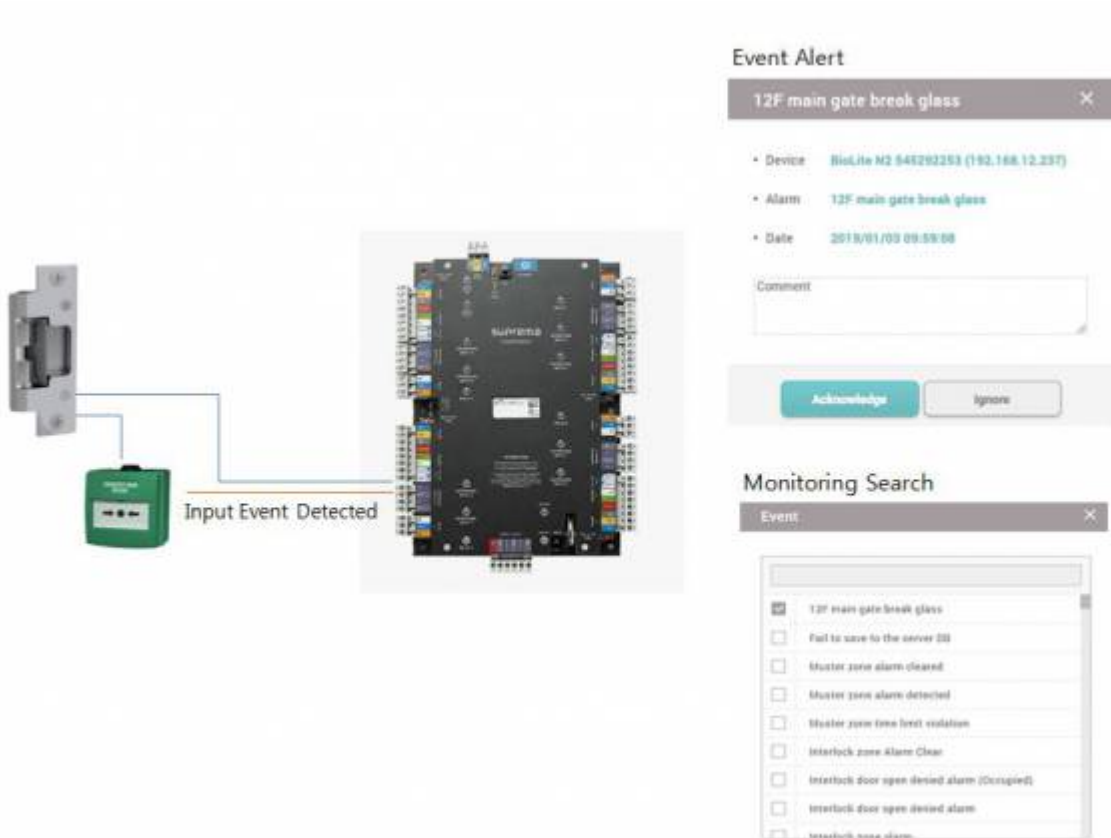 Event Alert
12F main gate break glass
Device BioLite N2 545292253 (192.168.12.237)
Alarm 12F main gate break glass
Date 2019/01/03 09:59:08
Comment
Acknowledge Ignore
suprema
Input Event Detected
Monitoring Search
Event
12F main gate break glass
Fail to save to the server DB
Muster zone alarm cleared
Muster zone alarm detected
Muster zone time limit violation
Interlock zone Alarm Clear
Interlock door open denied alarm (Occupied)
Interlock door open denied alarm
Interlock zone alarm